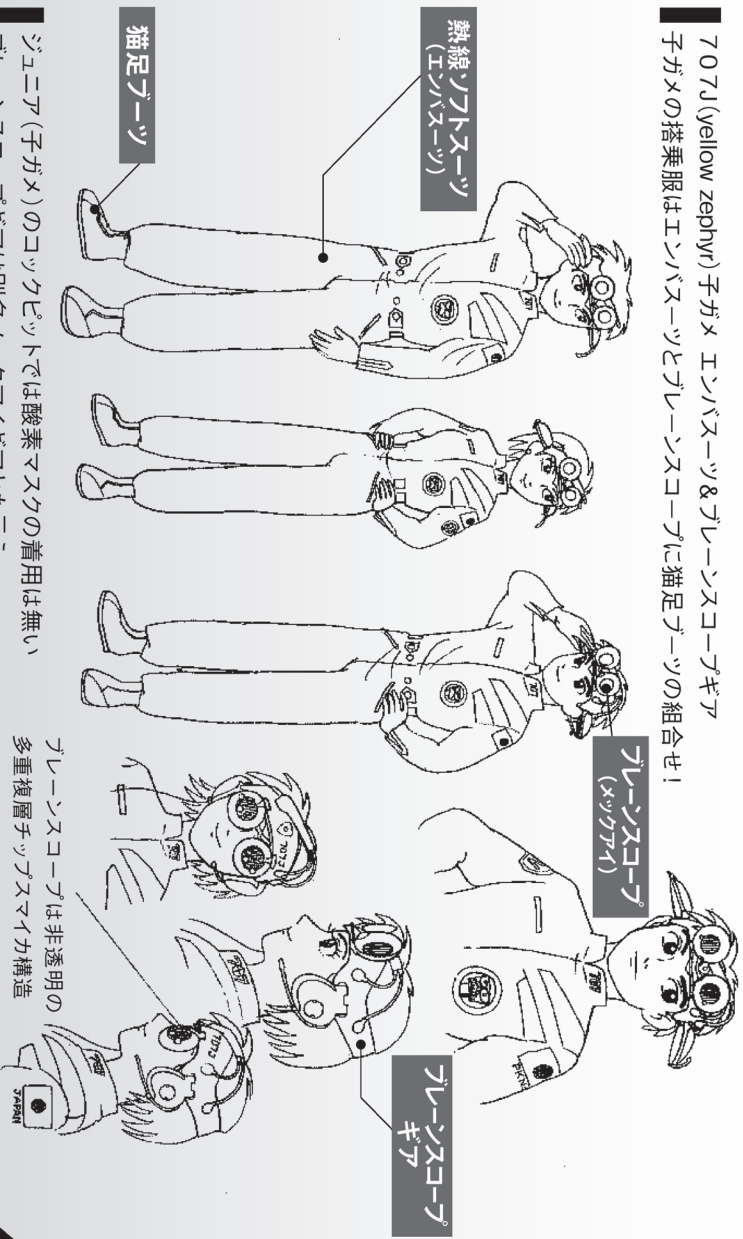 707J(yellow zephyr)子ガメ エンバスーツ&ブレーンスコープギア
子ガメの搭乗服はエンバスーツとブレーンスコープに猫足ブーツの組合せ!
熱線ソフトスーツ
(エンバスーツ)
猫足ブーツ
ブレーンスコープ
(メックアイ)
ブレーンスコープ
ギア
ブレーンスコープは非透明の
多重複層チップスマイカ構造
ジュニア(子ガメ)のコックピットでは酸素マスクの着用は無い
707J
707J
JAPAN